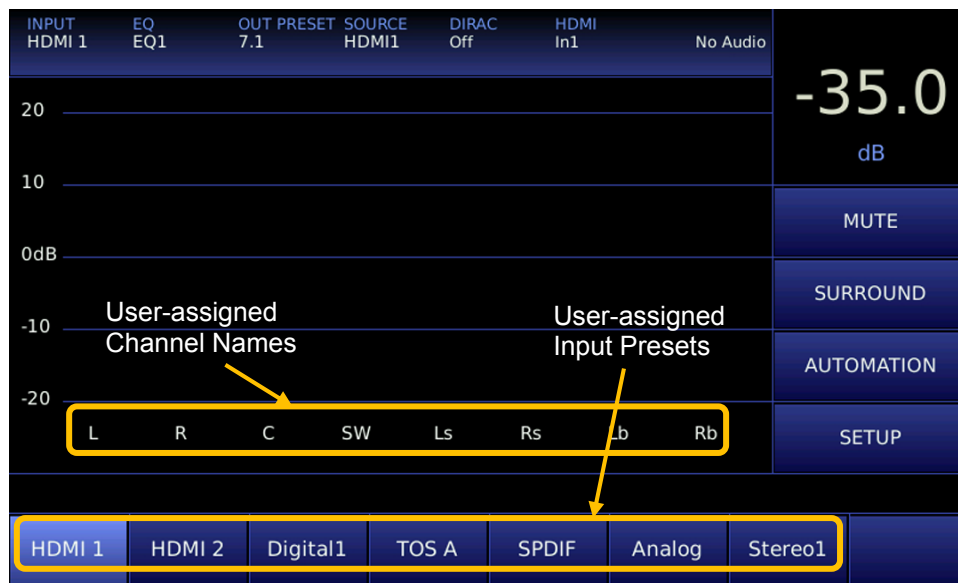 INPUT EQ OUT PRESET SOURCE DIRAC HDMI
HDMI 1 EQ1 7.1 HDMI1 Off In1 No Audio
-35.0
dB
20
10
0dB
-10
-20
MUTE
SURROUND
AUTOMATION
SETUP
User-assigned
Channel Names
User-assigned
Input Presets
L R C SW Ls Rs Lb Rb
HDMI 1 HDMI 2 Digital1 TOS A SPDIF Analog Stereo1